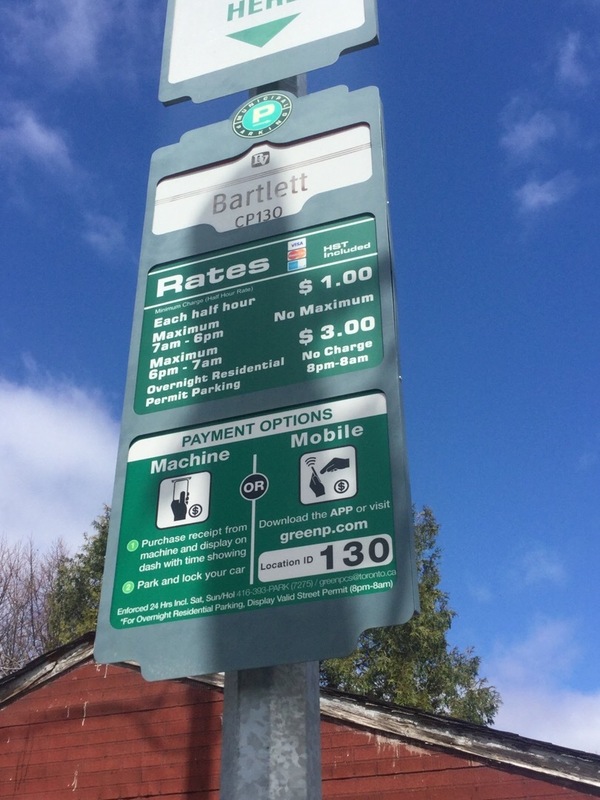 HERE
MUNICIPAL
P
PARKING
Bartlett
CP130
Rates
VISA
HST
Included
Minimum Charge (Half Hour Rate)
Each half hour $ 1.00
Maximum
7am - 6pm No Maximum
Maximum
6pm - 7am $ 3.00
Overnight Residential
Permit Parking No Charge
8pm-8am
PAYMENT OPTIONS
Machine
OR
Mobile
1 Purchase receipt from
machine and display on
dash with time showing
2 Park and lock your car
Download the APP or visit
greenp.com
Location ID 130
416-393-PARK (7275) / greenpcs@toronto.ca
Enforced 24 Hrs Incl. Sat, Sun/Hol
*For Overnight Residential Parking, Display Valid Street Permit (8pm-8am)